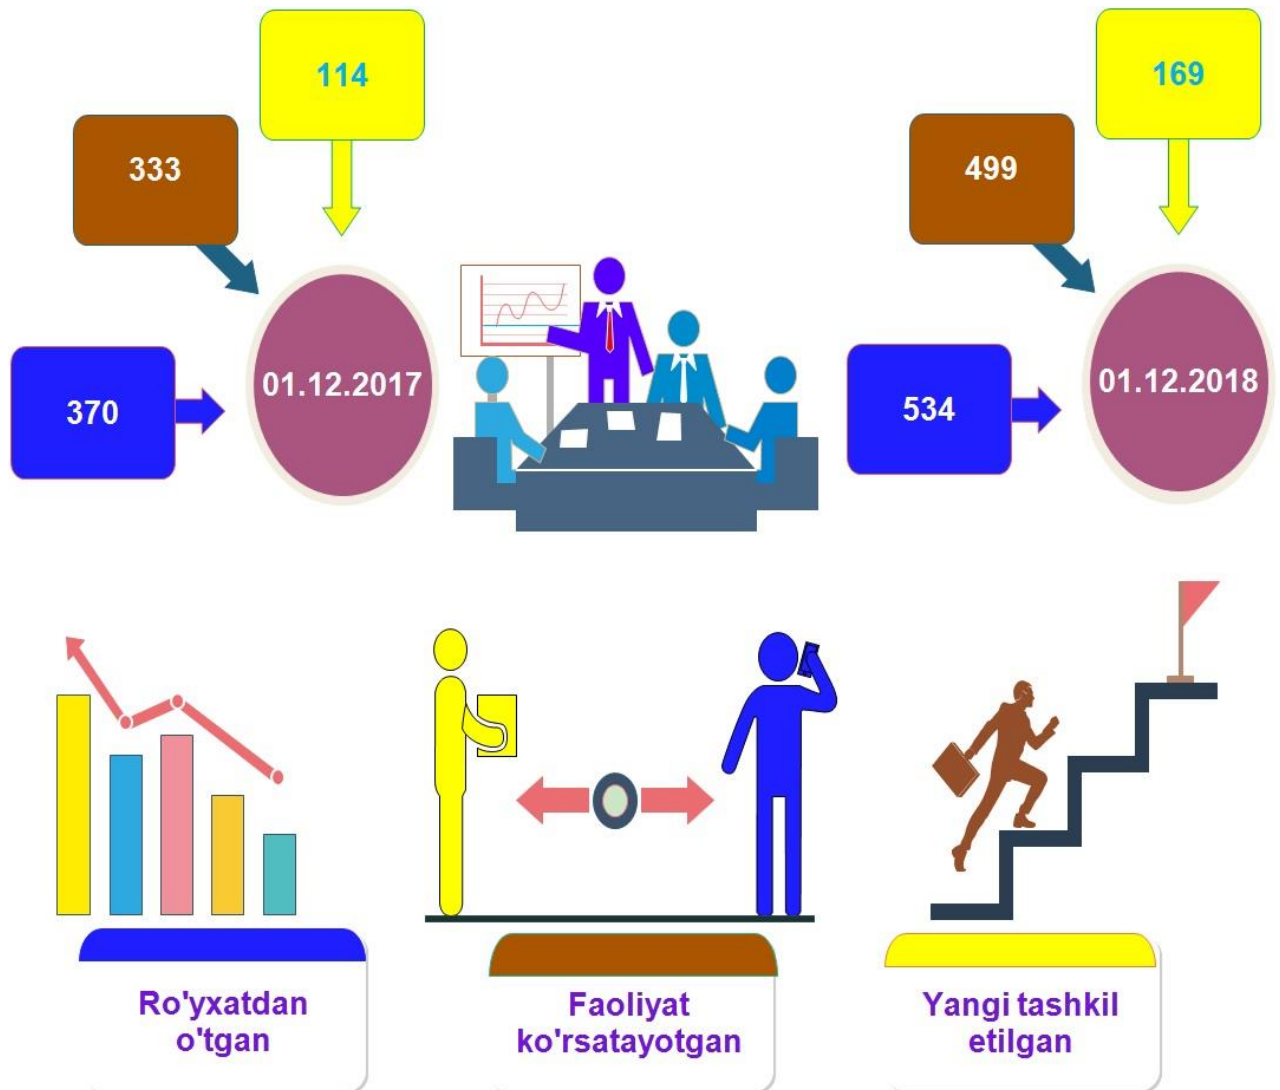 114
333
370
01.12.2017
169
499
534
01.12.2018
Ro'yxatdan
o'tgan
Faoliyat
ko'rsatayotgan
Yangi tashkil
etilgan